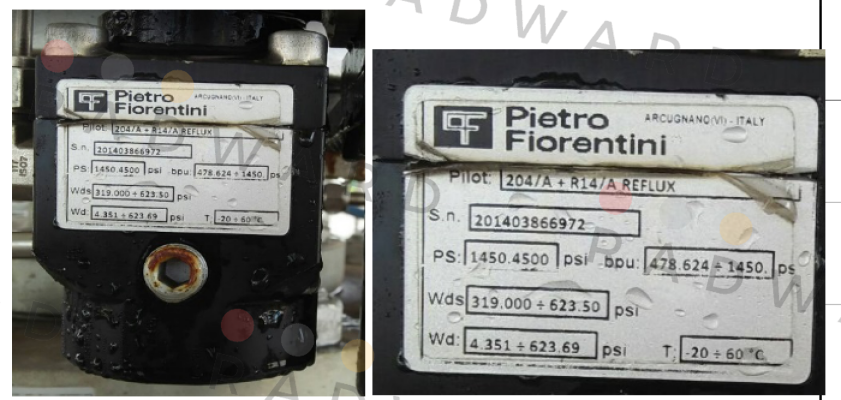 Pietro
Fiorentini
ARCUGNANO(VI) - ITALY
Pilot: 204/A + R14/A REFLUX
S.n. 201403866972
PS: 1450.4500 psi bpu: 478.624 ÷ 1450. ps
Wds 319.000 ÷ 623.50 psi
Wd: 4.351 ÷ 623.69 psi T: -20 ÷ 60 °C
Pietro
Fiorentini
ARCUGNANO(VI) - ITALY
Pilot: 204/A + R14/A REFLUX
S.n. 201403866972
PS: 1450.4500 psi bpu: 478.624 ÷ 1450. ps
Wds 319.000 ÷ 623.50 psi
Wd: 4.351 ÷ 623.69 psi T: -20 ÷ 60 °C
1507
RADWARD